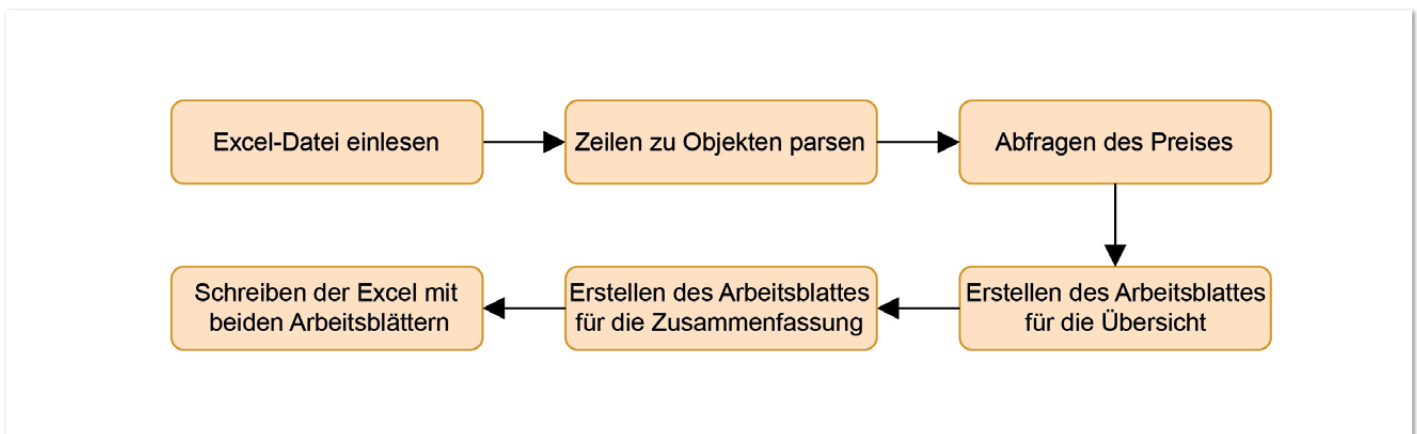 Excel-Datei einlesen
Zeilen zu Objekten parsen
Abfragen des Preises
Erstellen des Arbeitsblattes
für die Übersicht
Erstellen des Arbeitsblattes
für die Zusammenfassung
Schreiben der Excel mit
beiden Arbeitsblättern